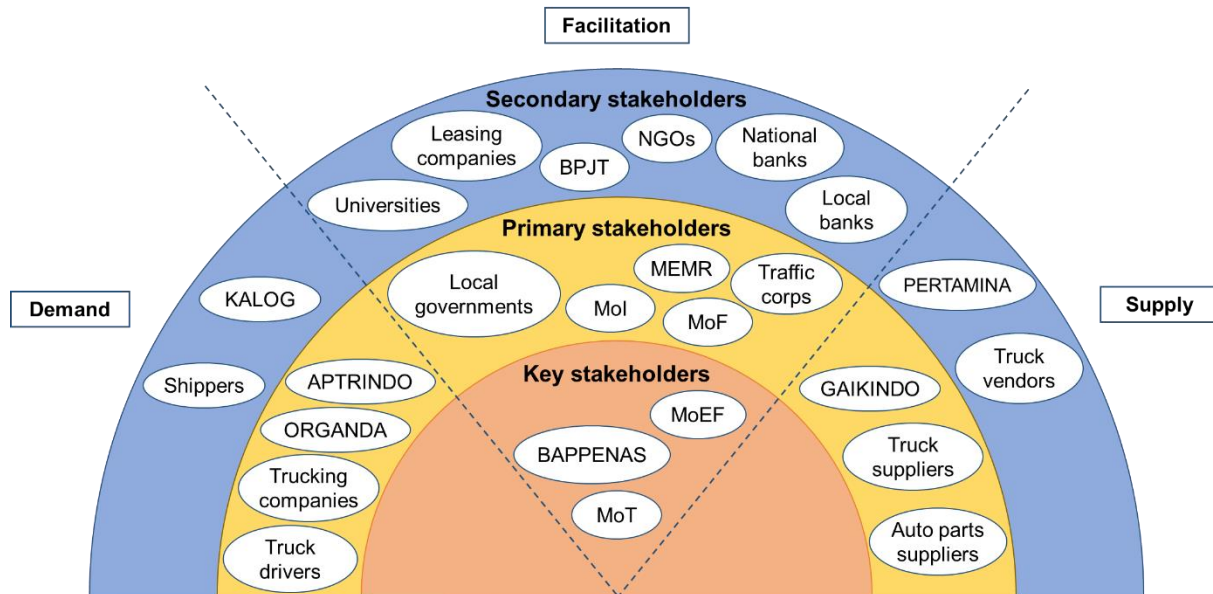 Facilitation
Secondary stakeholders
Leasing
companies
NGOs
National
banks
BPJT
Universities
Local
banks
Primary stakeholders
Local
governments
MEMR
Traffic
corps
MoI
MoF
KALOG
PERTAMINA
Demand
Supply
Shippers
Truck
vendors
Key stakeholders
APTRINDO
GAIKINDO
MoEF
ORGANDA
BAPPENAS
Truck
suppliers
Trucking
companies
MoT
Truck
drivers
Auto parts
suppliers